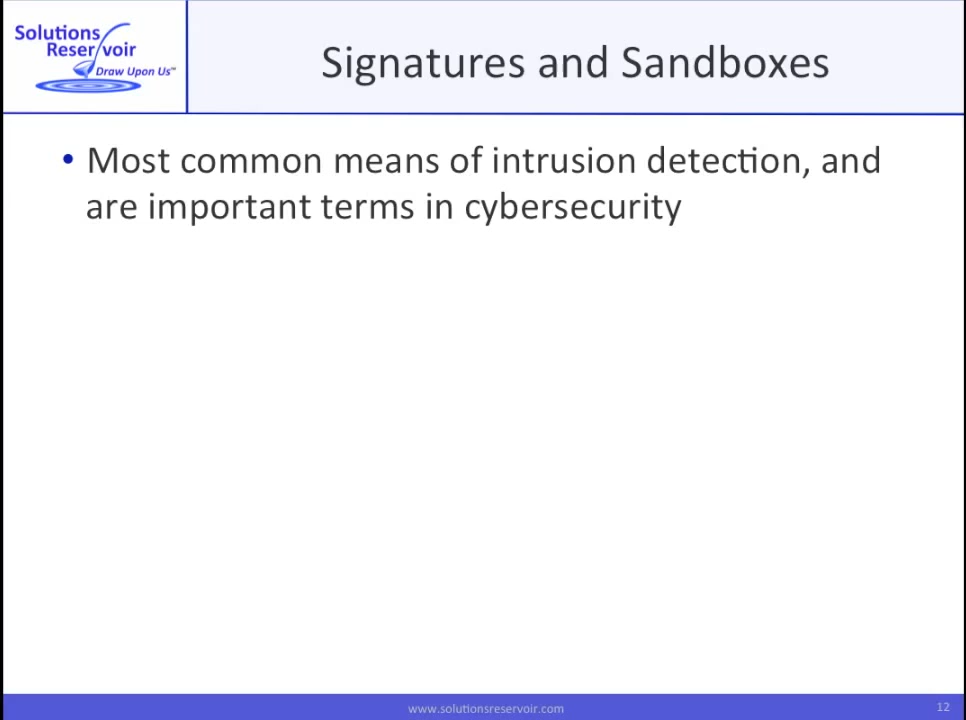 Solutions
Reservoir
Draw Upon Us™
Signatures and Sandboxes
• Most common means of intrusion detection, and
are important terms in cybersecurity
www.solutionsreservoir.com
12